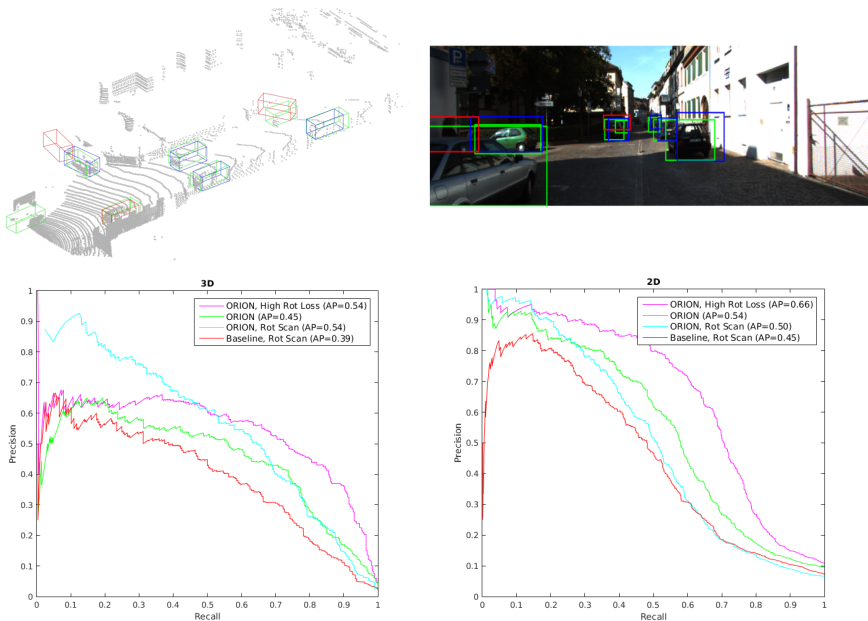 P
3D
ORION, High Rot Loss (AP=0.54)
ORION (AP=0.45)
ORION, Rot Scan (AP=0.54)
Baseline, Rot Scan (AP=0.39)
Precision
1
0.9
0.8
0.7
0.6
0.5
0.4
0.3
0.2
0.1
0
0 0.1 0.2 0.3 0.4 0.5 0.6 0.7 0.8 0.9 1
Recall
2D
ORION, High Rot Loss (AP=0.66)
ORION (AP=0.54)
ORION, Rot Scan (AP=0.50)
Baseline, Rot Scan (AP=0.45)
Precision
1
0.9
0.8
0.7
0.6
0.5
0.4
0.3
0.2
0.1
0
0 0.1 0.2 0.3 0.4 0.5 0.6 0.7 0.8 0.9 1
Recall